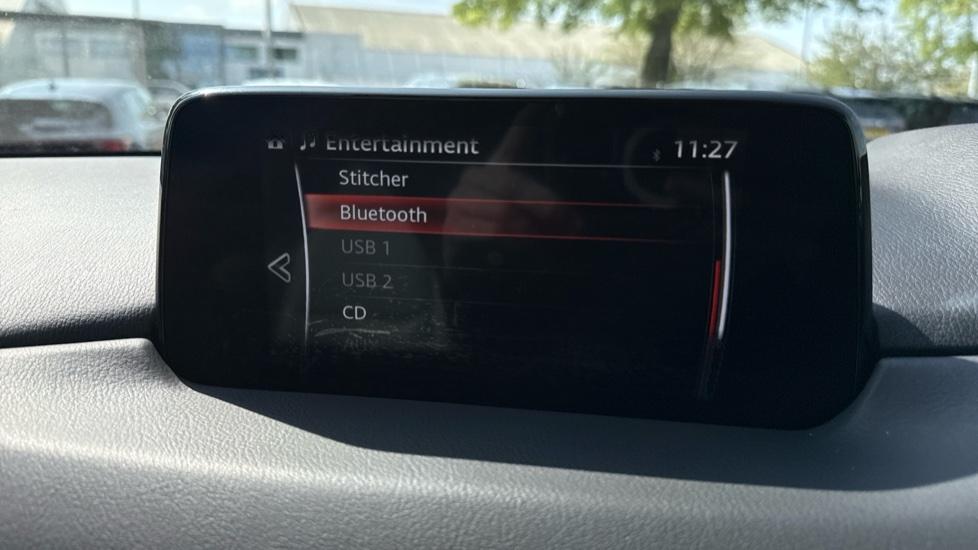 Entertainment 11:27
Stitcher
Bluetooth
USB 1
USB 2
CD